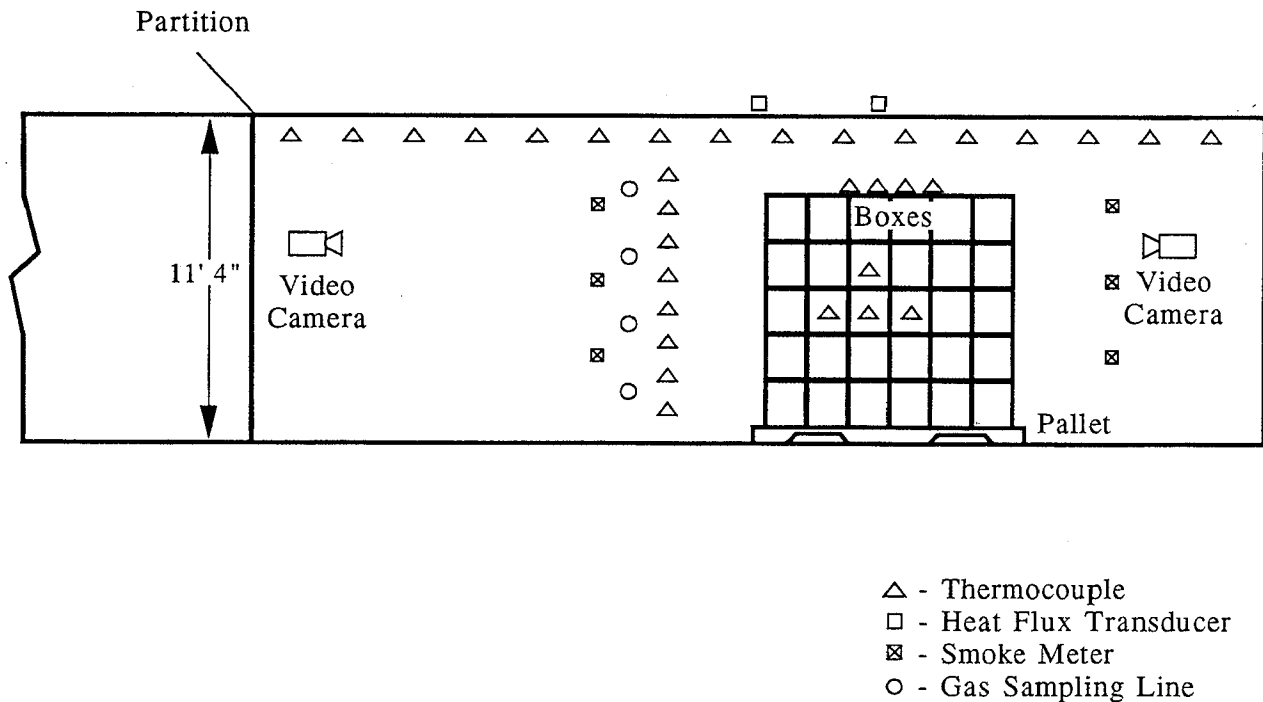 Partition
11' 4"
Video
Camera
Boxes
Video
Camera
Pallet
- Thermocouple
- Heat Flux Transducer
- Smoke Meter
- Gas Sampling Line